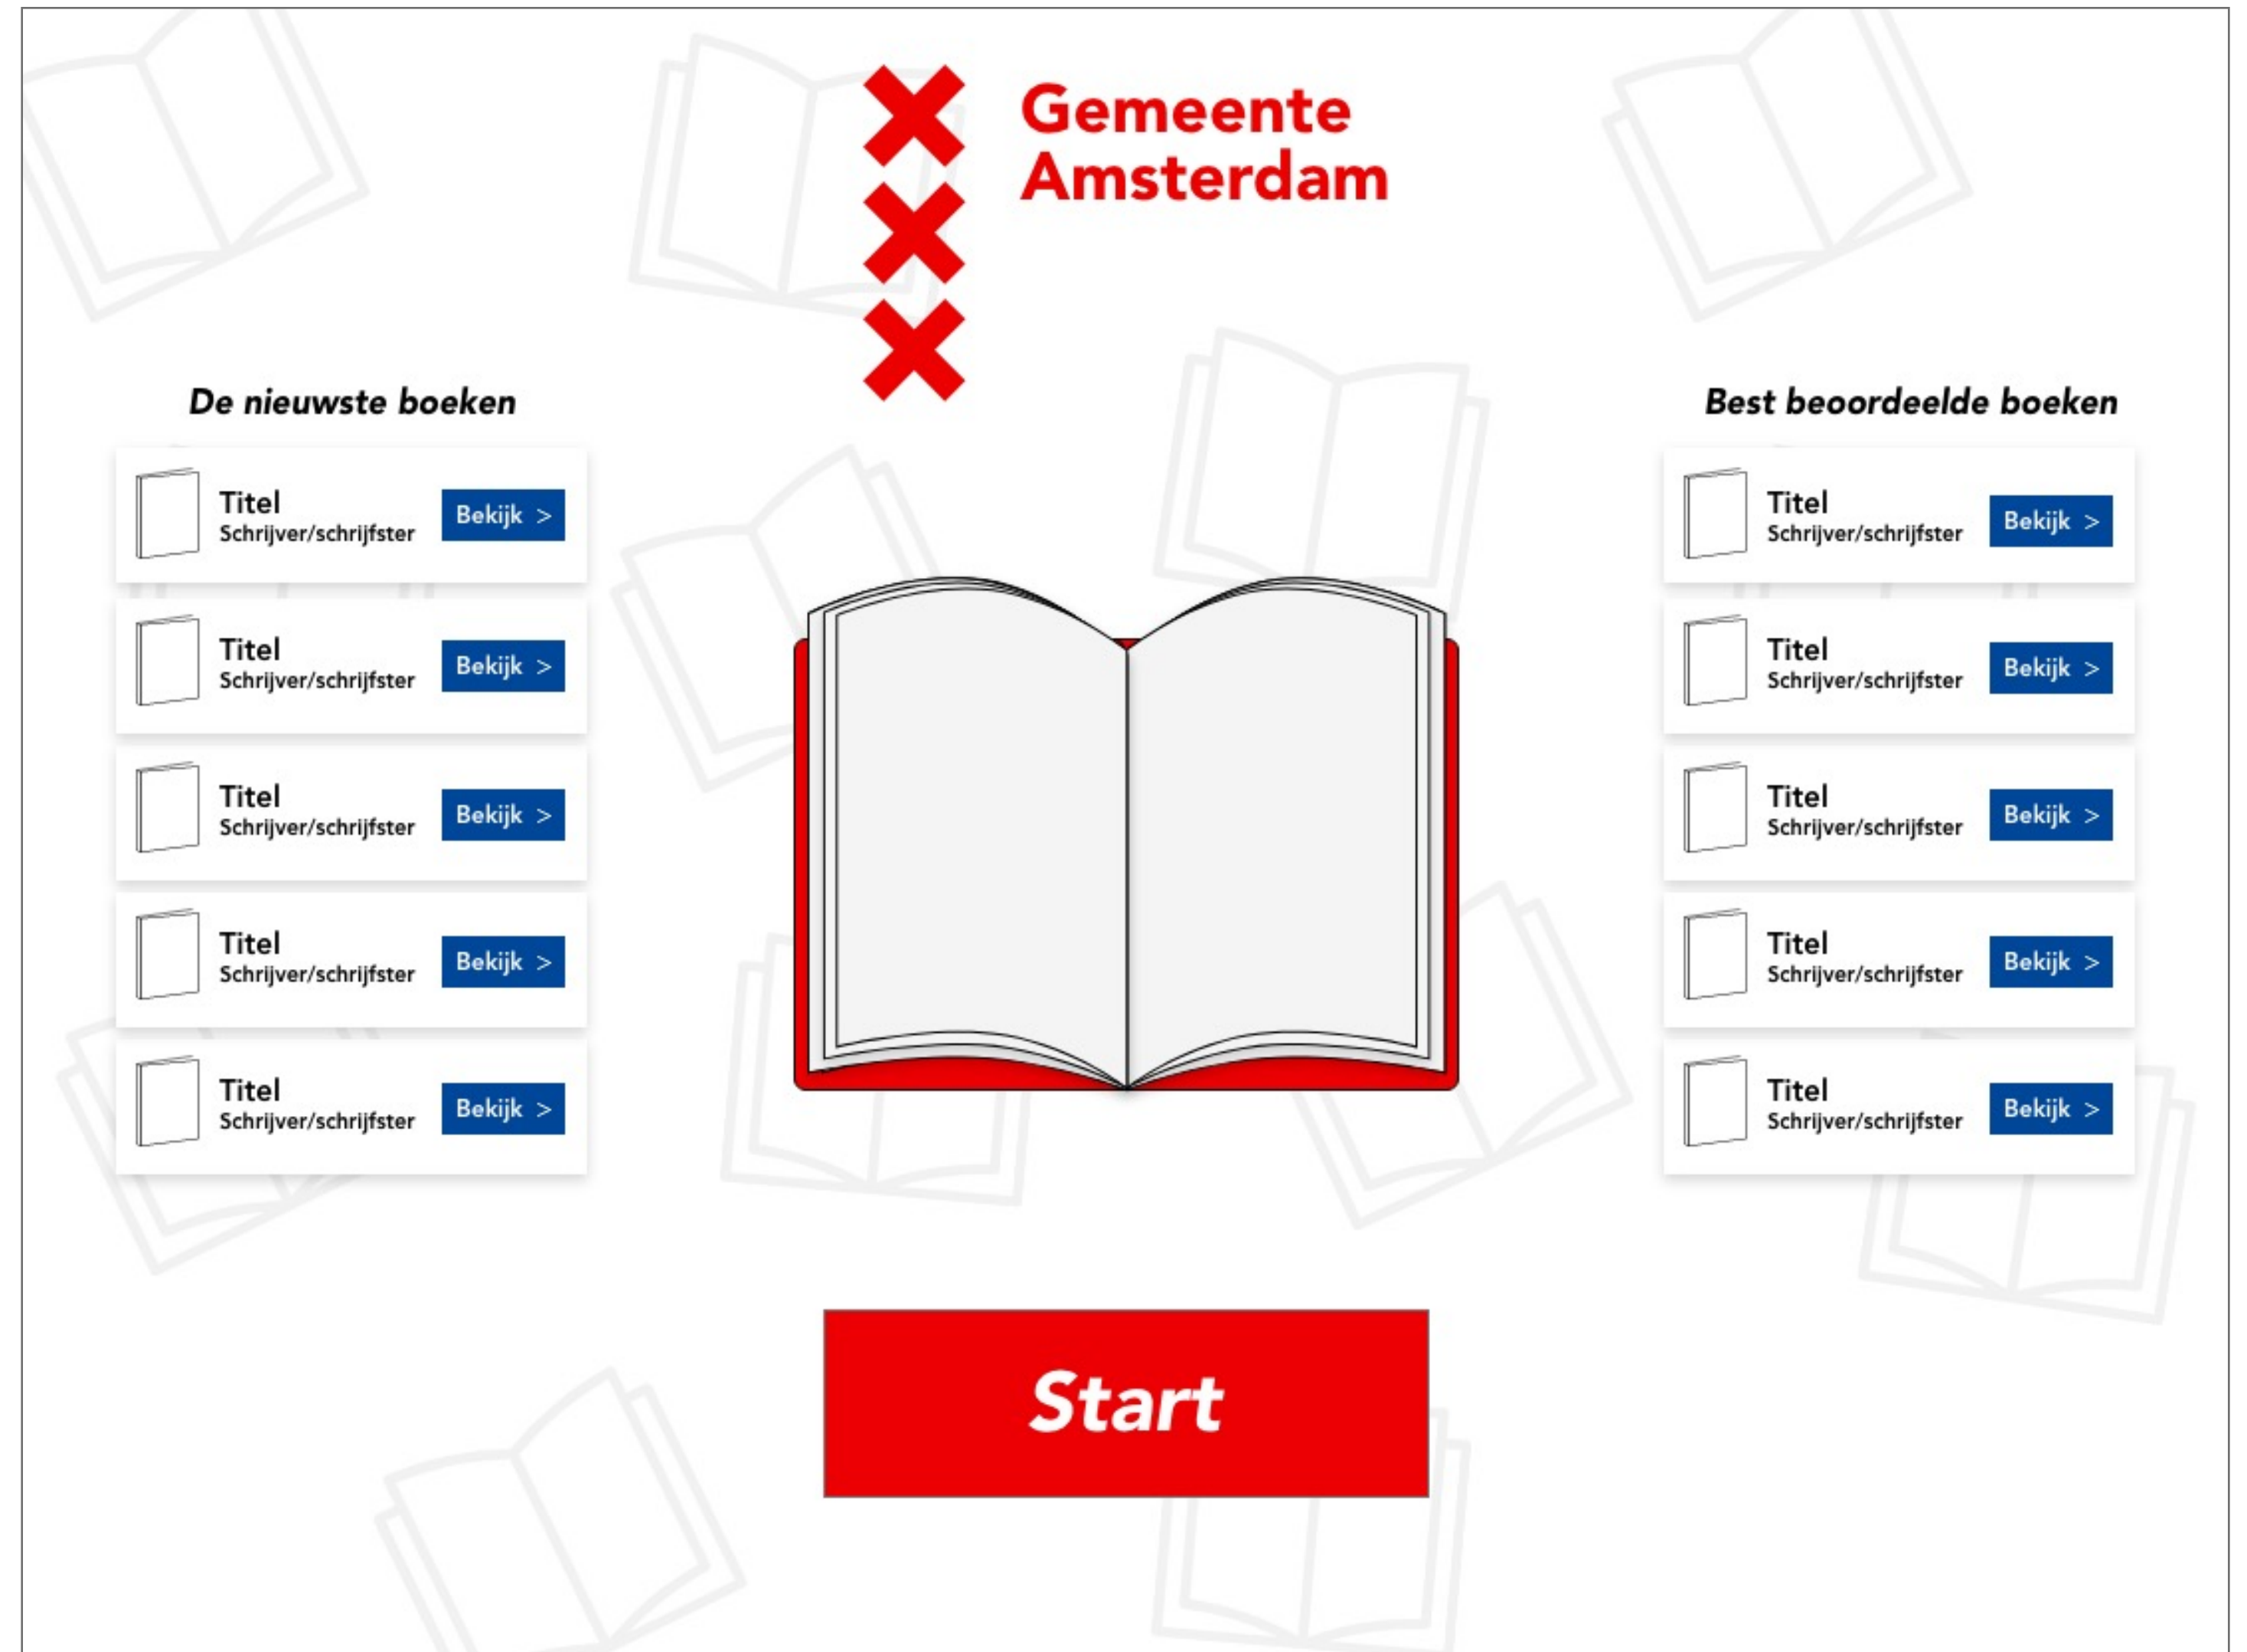 Gemeente
Amsterdam
De nieuwste boeken
Titel
Schrijver/schrijfster
Bekijk >
Titel
Schrijver/schrijfster
Bekijk >
Titel
Schrijver/schrijfster
Bekijk >
Titel
Schrijver/schrijfster
Bekijk >
Titel
Schrijver/schrijfster
Bekijk >
Best beoordeelde boeken
Titel
Schrijver/schrijfster
Bekijk >
Titel
Schrijver/schrijfster
Bekijk >
Titel
Schrijver/schrijfster
Bekijk >
Titel
Schrijver/schrijfster
Bekijk >
Titel
Schrijver/schrijfster
Bekijk >
Start